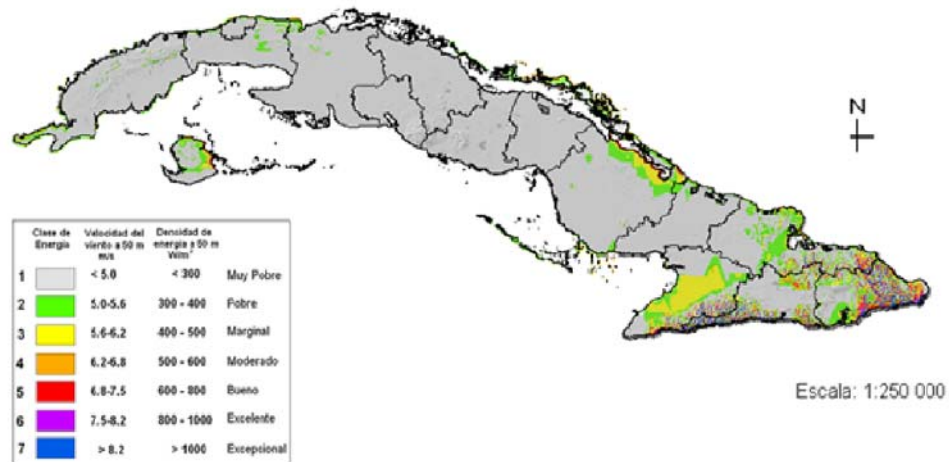 N
Clase de Energía Velocidad del viento a 50 m m/s Densidad de energía a 50 m W/m²
1 < 5.0 < 300 Muy Pobre
2 5.0-5.6 300 - 400 Pobre
3 5.6-6.2 400 - 500 Marginal
4 6.2-6.8 500 - 600 Moderado
5 6.8-7.5 600 - 800 Bueno
6 7.5-8.2 800 - 1000 Excelente
7 > 8.2 > 1000 Excepcional
Escala: 1:250 000